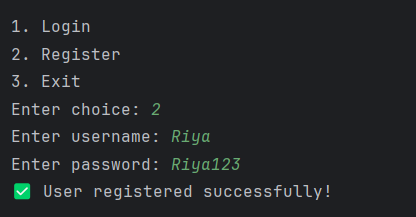 1. Login
2. Register
3. Exit
Enter choice: 2
Enter username: Riya
Enter password: Riya123
✅ User registered successfully!